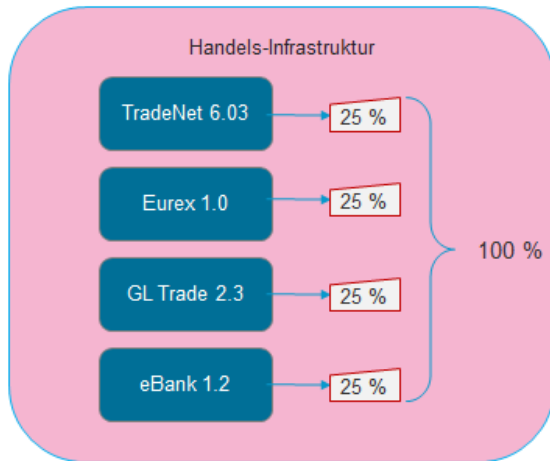 Handels-Infrastruktur
TradeNet 6.03
25 %
Eurex 1.0
25 %
100 %
GL Trade 2.3
25 %
eBank 1.2
25 %